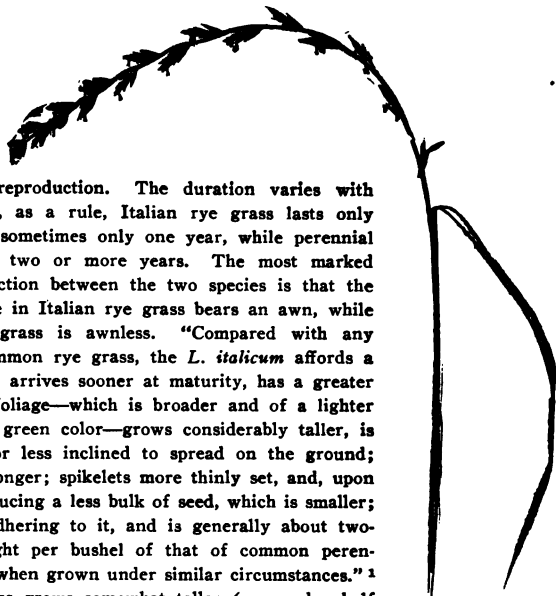 reproduction. The duration varies with
, as a rule, Italian rye grass lasts only
sometimes only one year, while perennial
two or more years. The most marked
ction between the two species is that the
e in Italian rye grass bears an awn, while
grass is awnless. “Compared with any
mmon rye grass, the L. italicum affords a
arrives sooner at maturity, has a greater
oliage—which is broader and of a lighter
green color—grows considerably taller, is
or less inclined to spread on the ground;
onger; spikelets more thinly set, and, upon
ucing a less bulk of seed, which is smaller;
dhering to it, and is generally about two-
ght per bushel of that of common peren-
when grown under similar circumstances.” 1